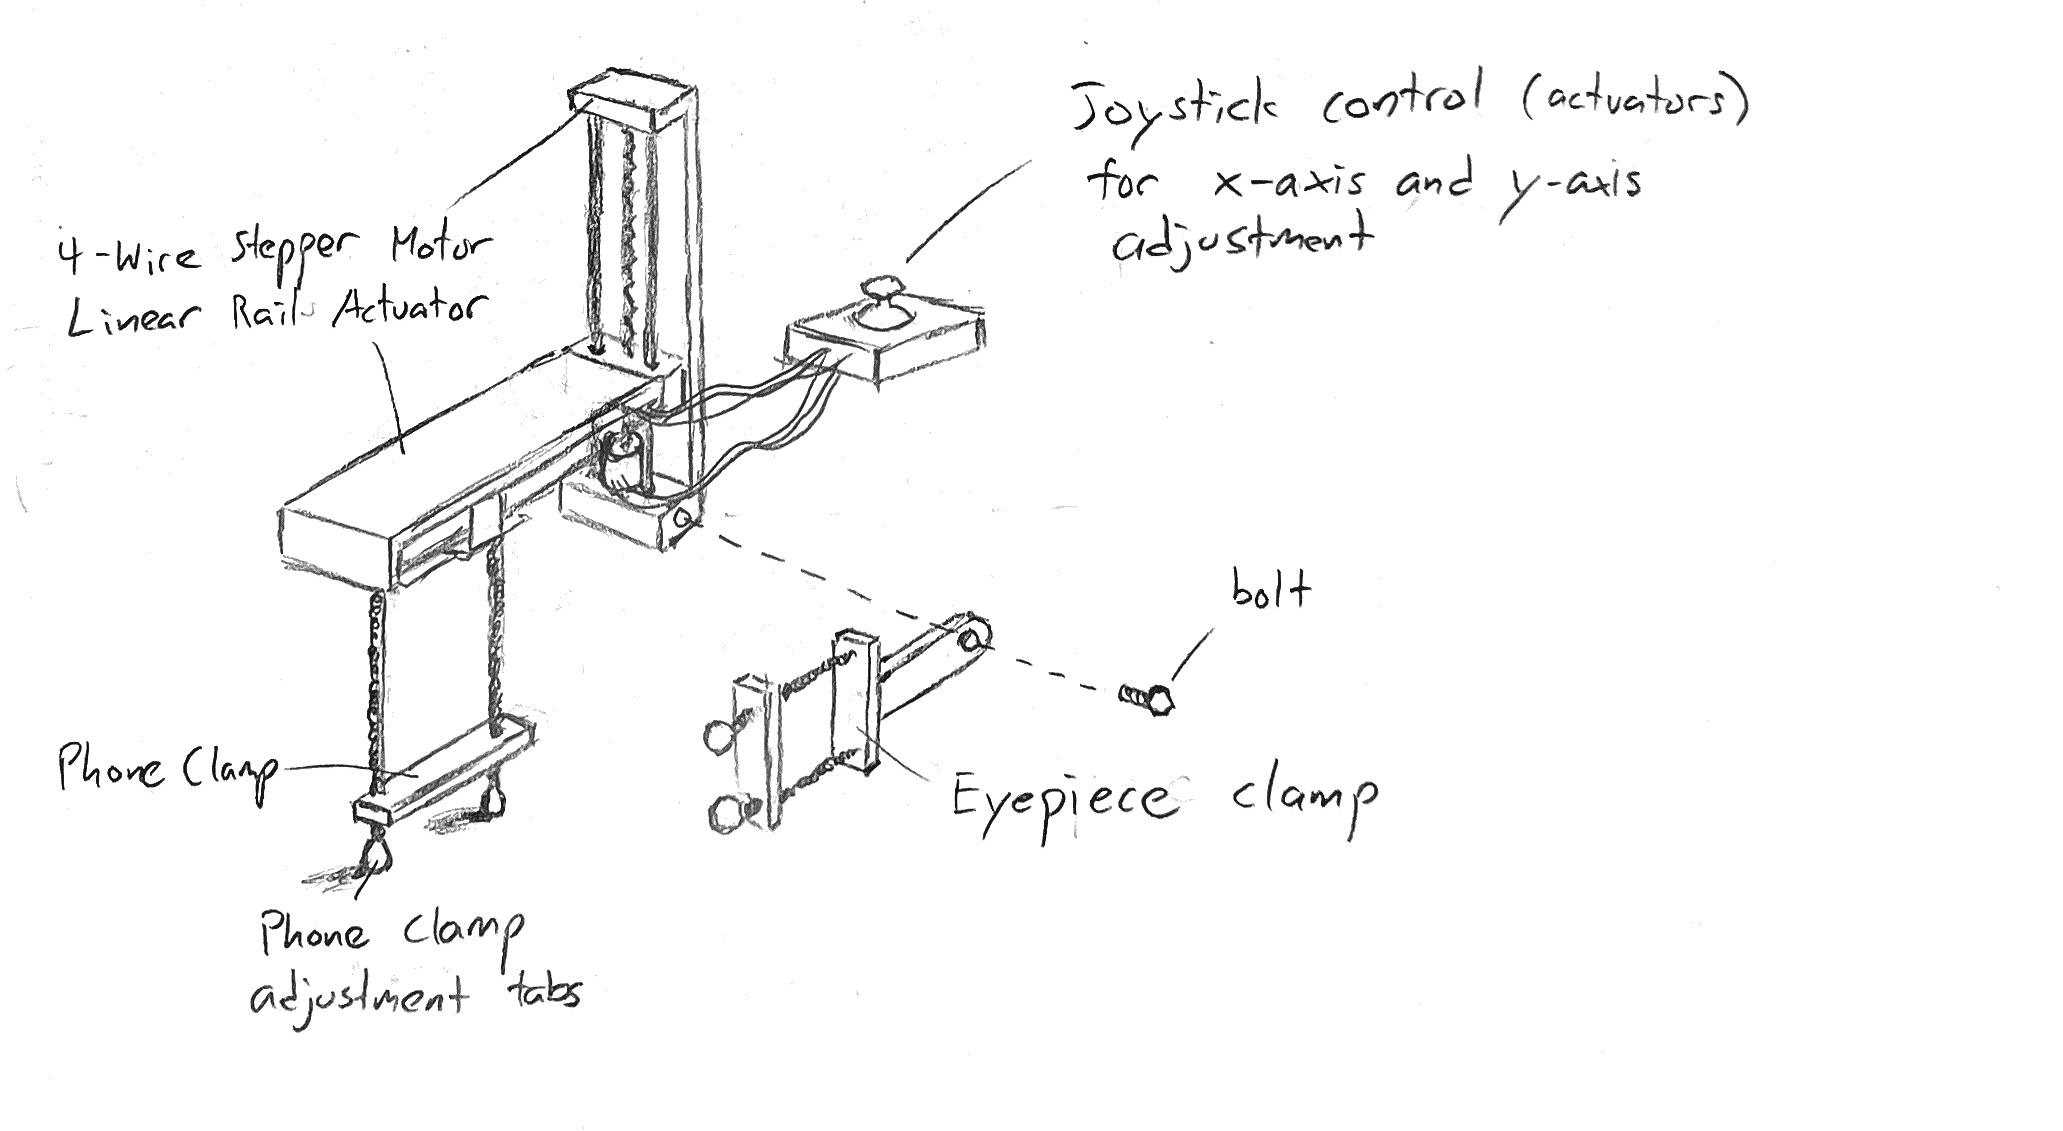 Joystick control (actuators)
for x-axis and y-axis
adjustment
4-Wire Stepper Motor
Linear Rail Actuator
bolt
Phone Clamp
Eyepiece clamp
Phone clamp
adjustment tabs